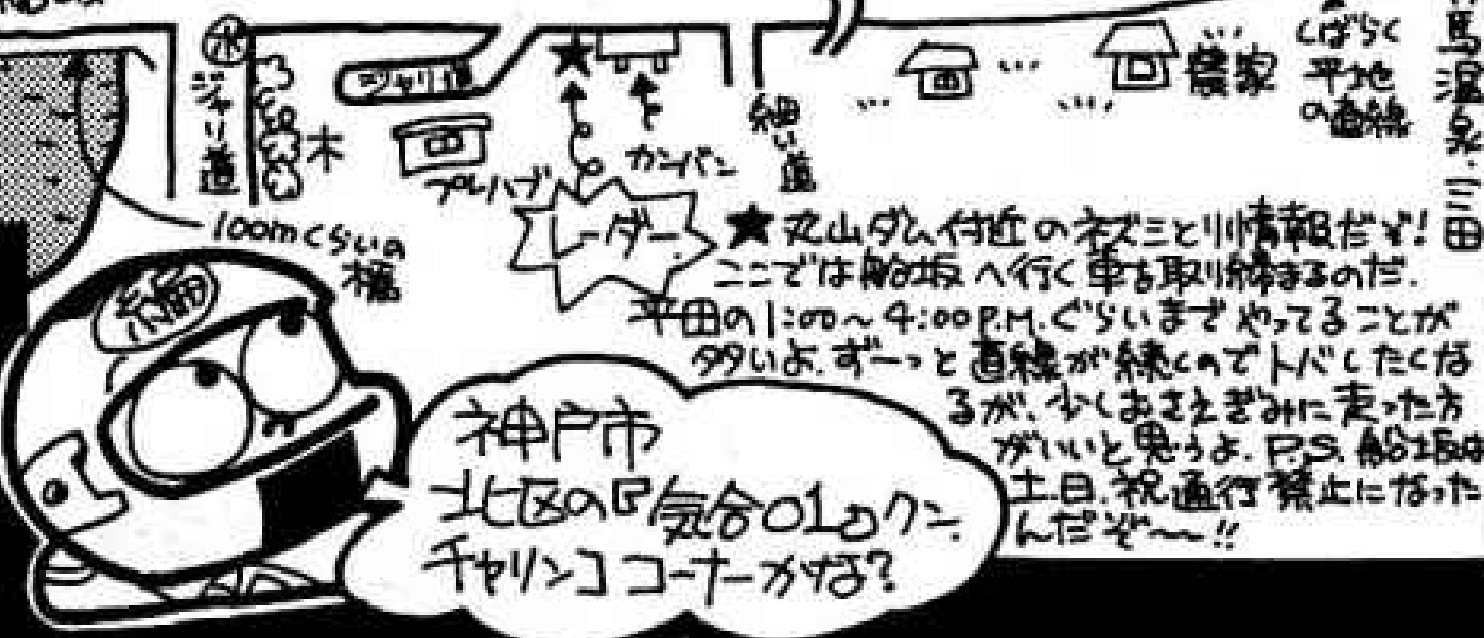 水
ジャリ道
木
ジャリ道
プレハブ
カンバン
レーダー
細い道
農家
しばらく
平地
の直線
馬温泉、三田
100mくらいの
橋
★丸山ダム付近のネズミとり情報だぞ!
ここでは船坂へ行く車を取り締まるのだ.
平日の1:00〜4:00P.M.ぐらいまでやってることが
多いよ.ずーっと直線が続くのでトバしたくな
るが、少しおさえぎみに走った方
がいいと思うよ. P.S. 船坂は
土.日.祝通行禁止になった
んだぞ〜!!
神戸市
北区の
気合01
クン.
チャリンココーナーかな?